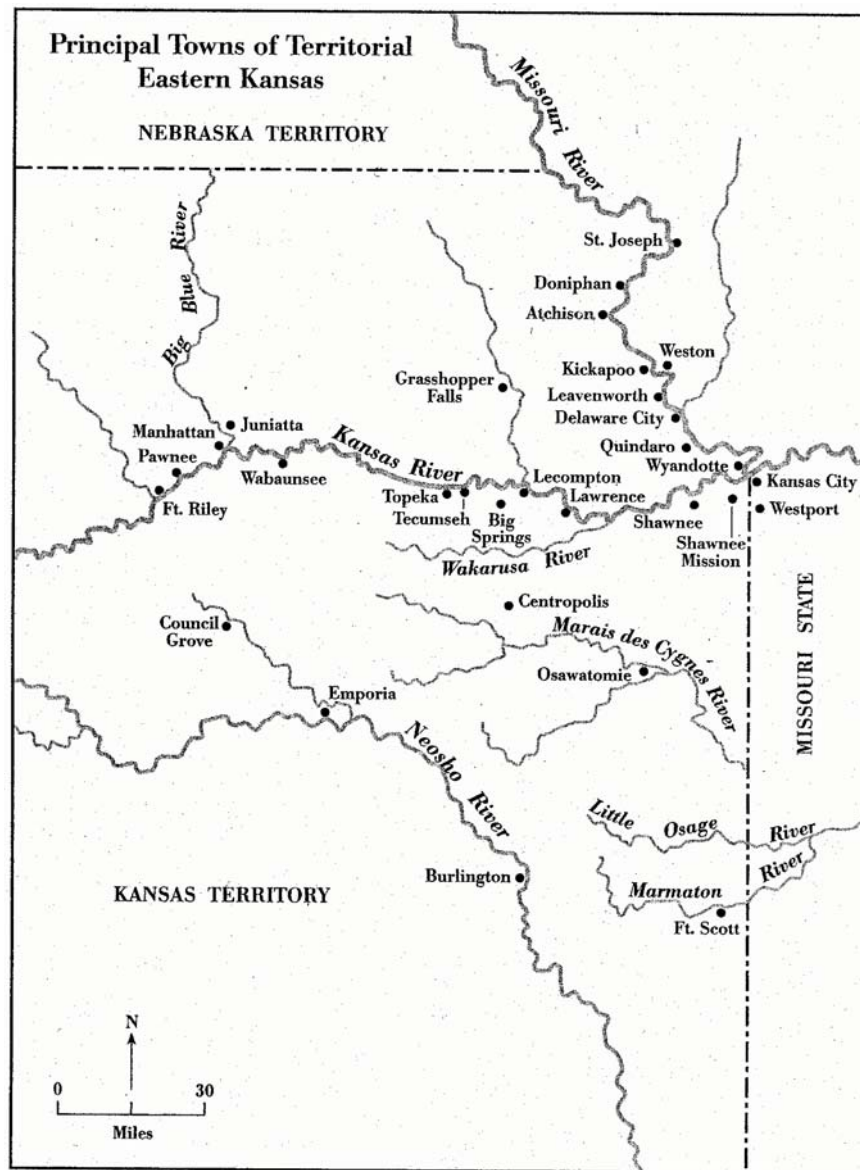 Principal Towns of Territorial
Eastern Kansas
NEBRASKA TERRITORY
Missouri
River
St. Joseph
Big Blue River
Doniphan
Atchison
Weston
Kickapoo
Grasshopper
Falls
Leavenworth
Delaware City
Juniatta
Manhattan
Pawnee
Quindaro
Wyandotte
Kansas River
Wabaunsee
Lecompton
Kansas City
Topeka
Lawrence
Ft. Riley
Tecumseh
Big
Springs
Shawnee
Westport
Shawnee
Mission
Wakarusa River
Centropolis
Council
Grove
Marais des Cygnes
River
Osawatomie
MISSOURI STATE
Emporia
Neosho
River
Little Osage River
Burlington
KANSAS TERRITORY
Marmaton River
Ft. Scott
N
0 30
Miles